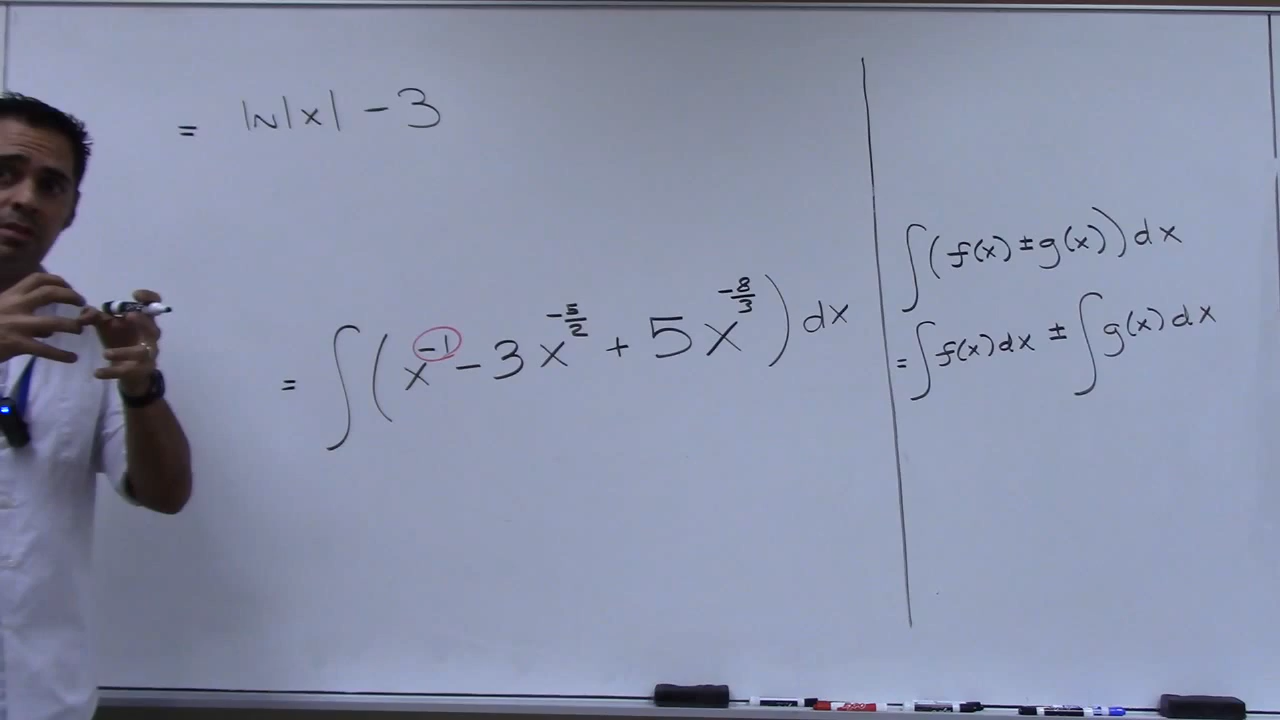 = ln|x| - 3
= ∫(x^{-1} - 3x^{-5/2} + 5x^{-8/3}) dx
∫(f(x) ± g(x)) dx
= ∫f(x) dx ± ∫g(x) dx